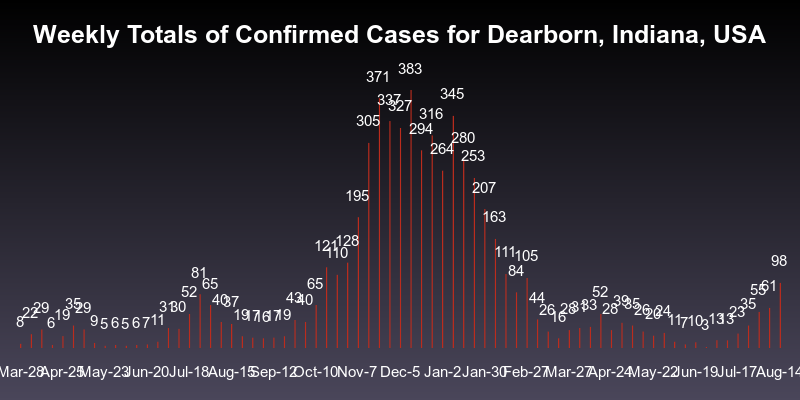 Weekly Totals of Confirmed Cases for Dearborn, Indiana, USA
8 22 29 6 19 35 29 9 5 6 5 6 7 11 31 30 52 81 65 40 37 19 17 16 17 19 43 40 65 121 110 128 195 305 371 337 327 383 294 316 264 345 280 253 207 163 111 84 105 44 26 16 28 31 33 52 28 39 35 26 20 24 11 7 10 3 13 13 23 35 55 61 98
Mar-28 Apr-25 May-23 Jun-20 Jul-18 Aug-15 Sep-12 Oct-10 Nov-7 Dec-5 Jan-2 Jan-30 Feb-27 Mar-27 Apr-24 May-22 Jun-19 Jul-17 Aug-14